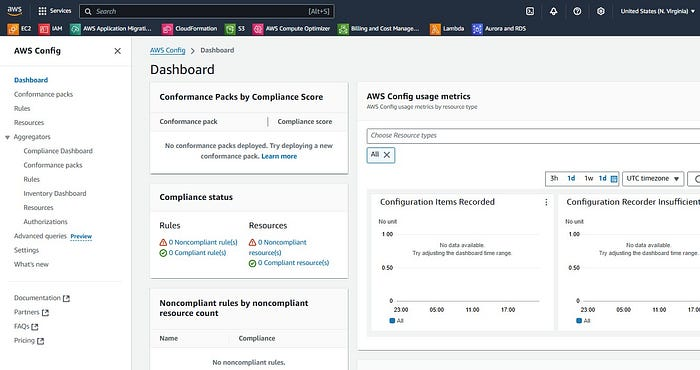 aws
Services
Search
[Alt+S]
United States (N. Virginia)
EC2
IAM
AWS Application Migrati...
CloudFormation
S3
AWS Compute Optimizer
Billing and Cost Manage...
Lambda
Aurora and RDS
AWS Config
Dashboard
Conformance packs
Rules
Resources
Aggregators
Compliance Dashboard
Conformance packs
Rules
Inventory Dashboard
Resources
Authorizations
Advanced queries Preview
Settings
What's new
Documentation
Partners
FAQs
Pricing
AWS Config > Dashboard
Dashboard
Conformance Packs by Compliance Score
Conformance pack
Compliance score
No conformance packs deployed. Try deploying a new
conformance pack. Learn more
Compliance status
Rules
0 Noncompliant rule(s)
0 Compliant rule(s)
Resources
0 Noncompliant
resource(s)
0 Compliant resource(s)
Noncompliant rules by noncompliant
resource count
Name
Compliance
No noncompliant rules.
AWS Config usage metrics
AWS Config usage metrics by resource type
Choose Resource types
All
3h 1d 1w 1d
UTC timezone
Configuration Items Recorded
No unit
1.00
No data available.
Try adjusting the dashboard time range.
0.50
0
23:00 05:00 11:00 17:00
All
Configuration Recorder Insufficient
No unit
1.00
No data available.
Try adjusting the dashboard
0.50
0
23:00 05:00 11:00
All